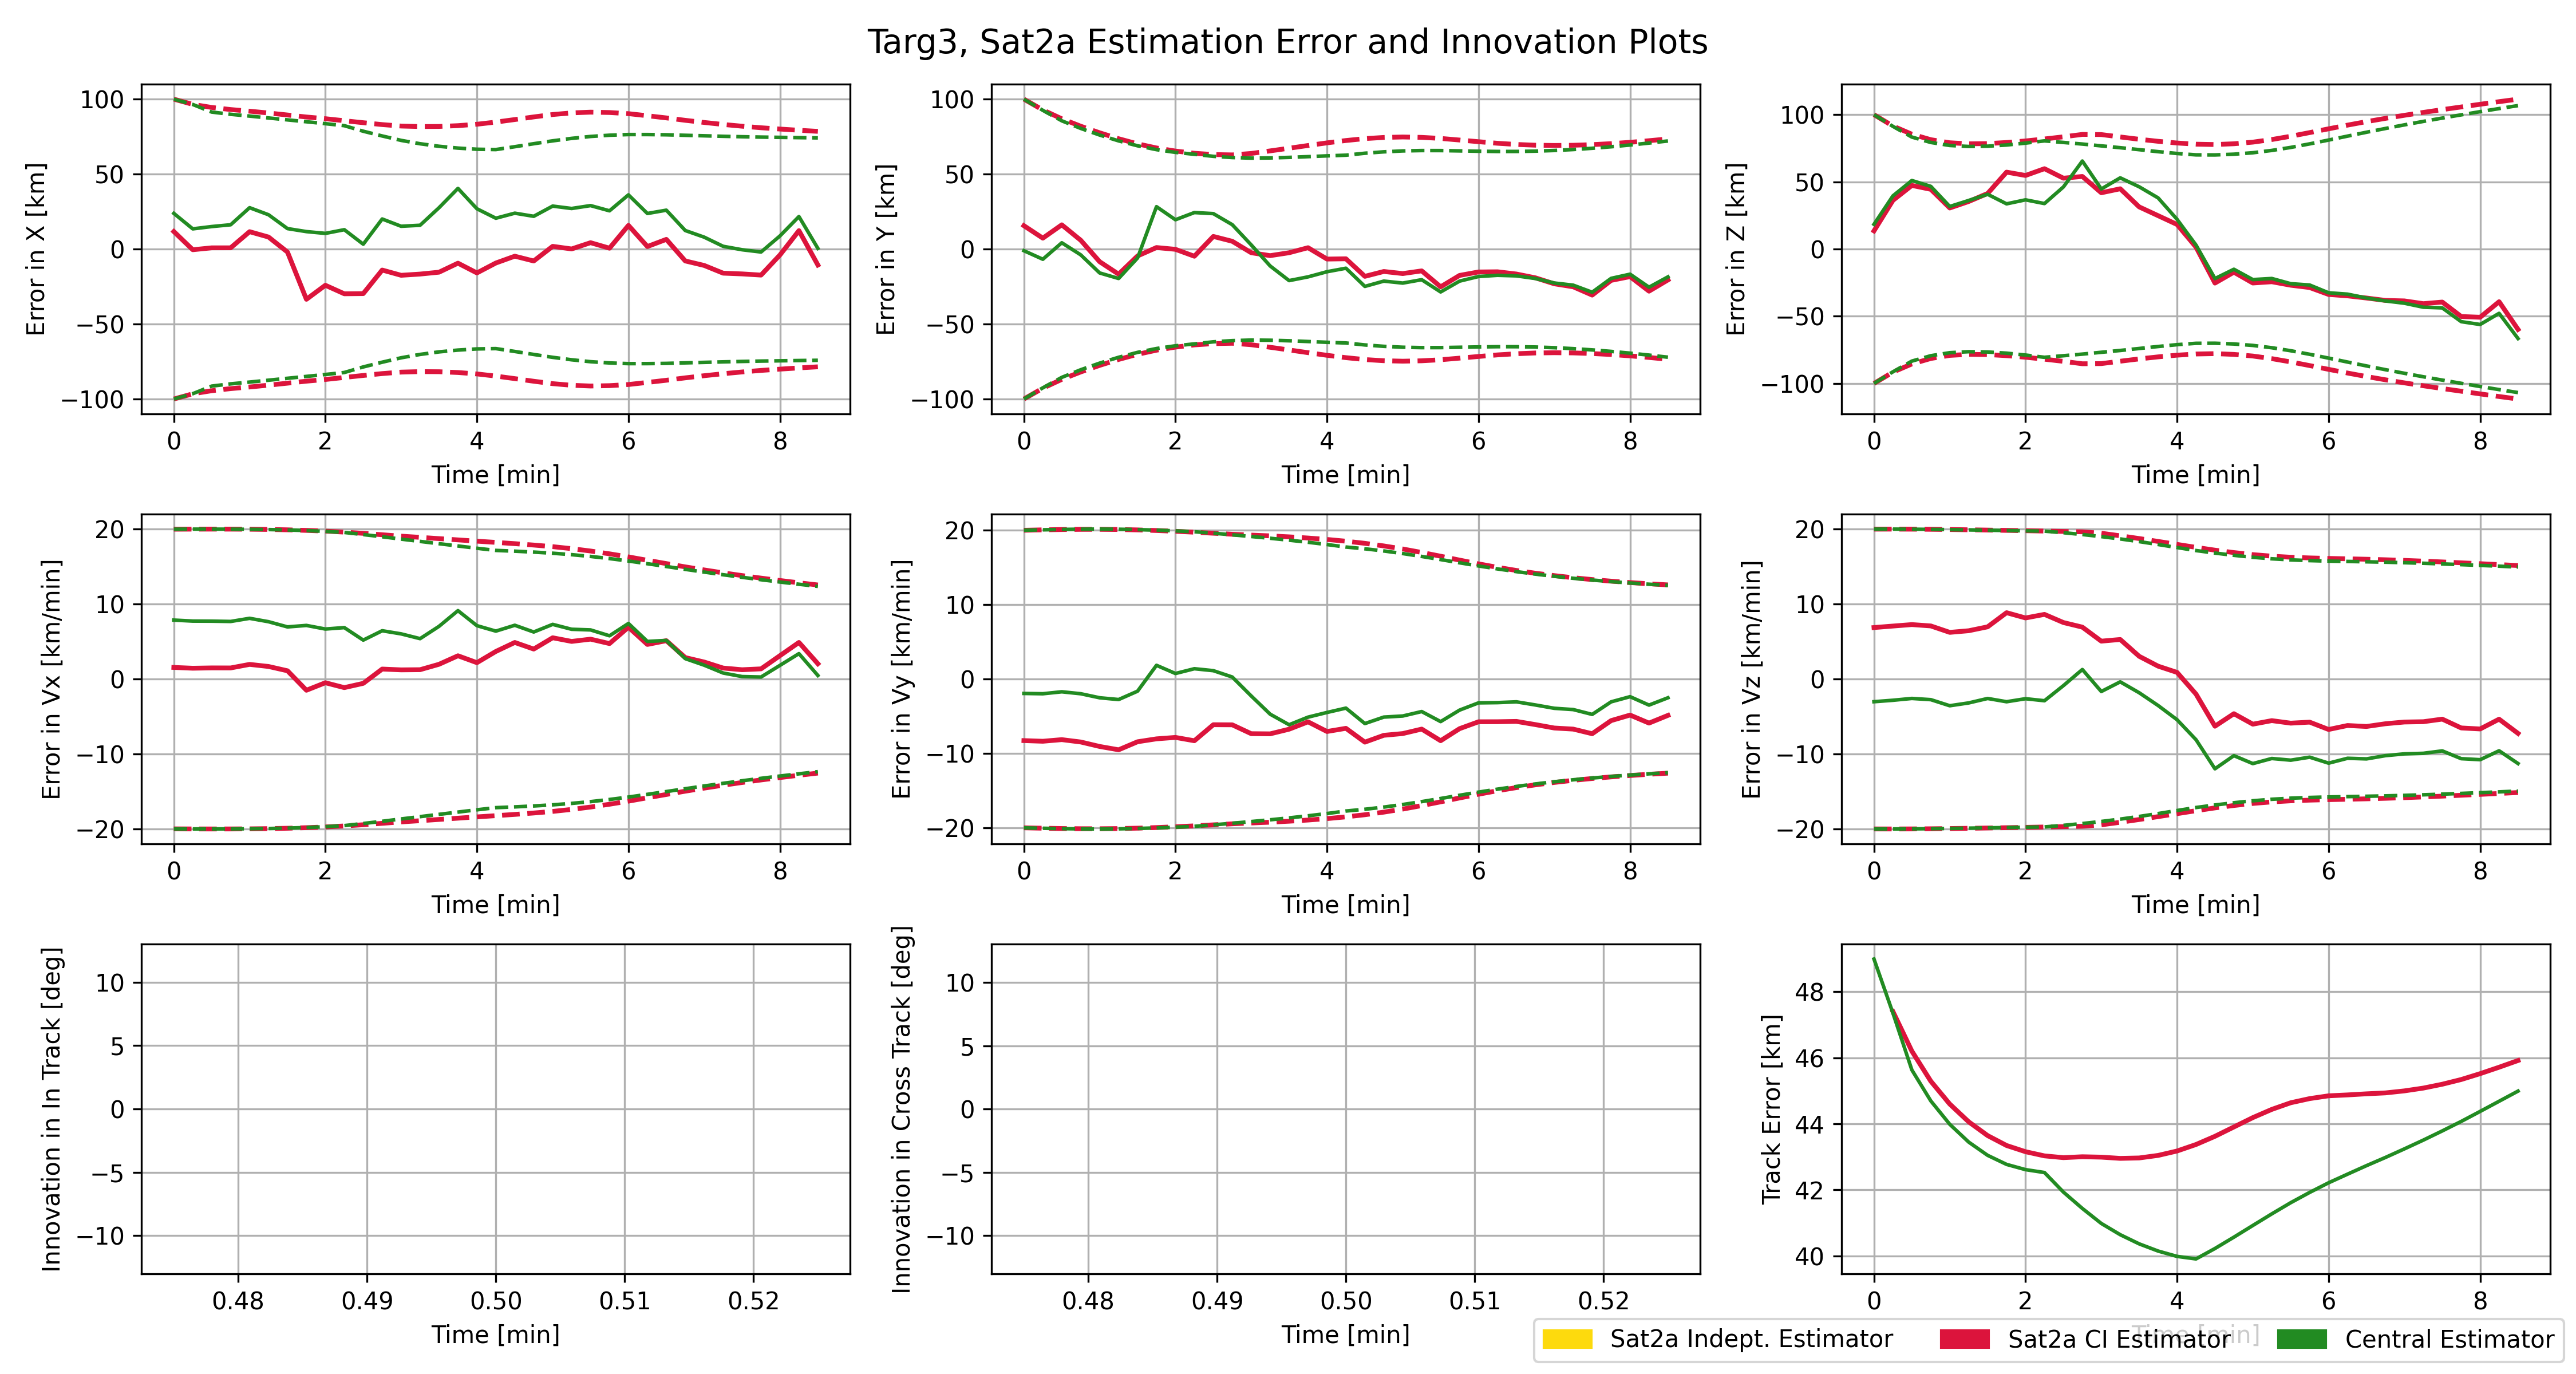 Targ3, Sat2a Estimation Error and Innovation Plots
Error in X [km]
100
50
0
−50
−100
0 2 4 6 8
Time [min]
Error in Y [km]
100
50
0
−50
−100
0 2 4 6 8
Time [min]
Error in Z [km]
100
50
0
−50
−100
0 2 4 6 8
Time [min]
Error in Vx [km/min]
20
10
0
−10
−20
0 2 4 6 8
Time [min]
Error in Vy [km/min]
20
10
0
−10
−20
0 2 4 6 8
Time [min]
Error in Vz [km/min]
20
10
0
−10
−20
0 2 4 6 8
Time [min]
Innovation in In Track [deg]
10
5
0
−5
−10
0.48 0.49 0.50 0.51 0.52
Time [min]
Innovation in Cross Track [deg]
10
5
0
−5
−10
0.48 0.49 0.50 0.51 0.52
Time [min]
Track Error [km]
48
46
44
42
40
0 2 4 6 8
Time [min]
Sat2a Indept. Estimator Sat2a CI Estimator Central Estimator